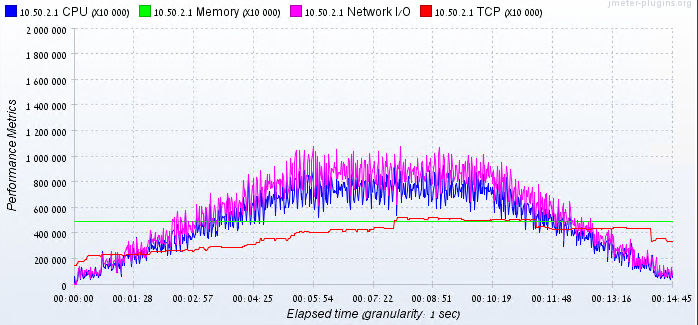 jmeter-plugins.org
10.50.2.1 CPU (X10 000) 10.50.2.1 Memory (X10 000) 10.50.2.1 Network I/O (X10 000) 10.50.2.1 TCP (X10 000)
2 000 000
1 800 000
1 600 000
1 400 000
1 200 000
1 000 000
800 000
600 000
400 000
200 000
0
Performance Metrics
00:00:00 00:01:28 00:02:57 00:04:25 00:05:54 00:07:22 00:08:51 00:10:19 00:11:48 00:13:16 00:14:45
Elapsed time (granularity: 1 sec)